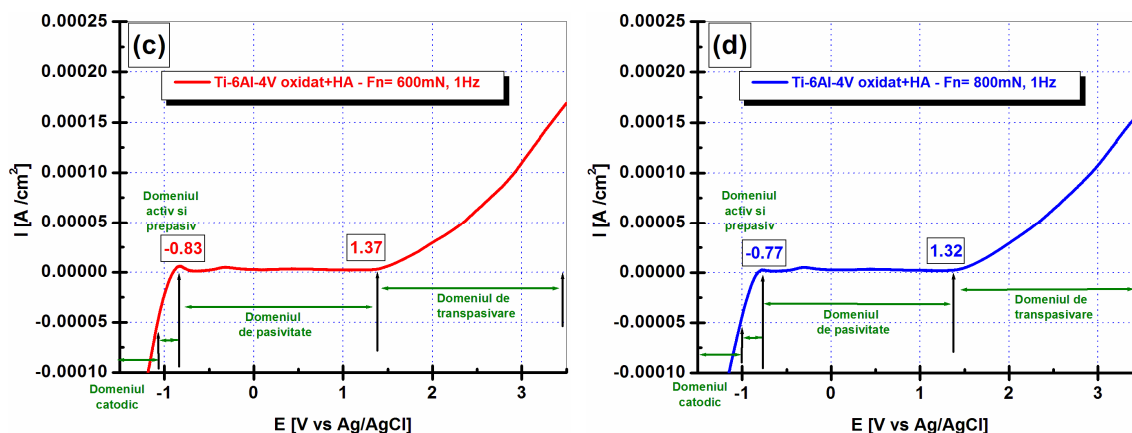 (c)
Ti-6Al-4V oxidat+HA - Fn= 600mN, 1Hz
I [A /cm²]
0.00025
0.00020
0.00015
0.00010
0.00005
0.00000
-0.00005
-0.00010
Domeniul
activ si
prepasiv
-0.83
1.37
Domeniul
de pasivitate
Domeniul de
transpasivare
Domeniul
catodic
-1
0
1
2
3
E [V vs Ag/AgCl]
(d)
Ti-6Al-4V oxidat+HA - Fn= 800mN, 1Hz
I [A /cm²]
0.00025
0.00020
0.00015
0.00010
0.00005
0.00000
-0.00005
-0.00010
Domeniul
activ si
prepasiv
-0.77
1.32
Domeniul
de pasivitate
Domeniul de
transpasivare
Domeniul
catodic
-1
0
1
2
3
E [V vs Ag/AgCl]